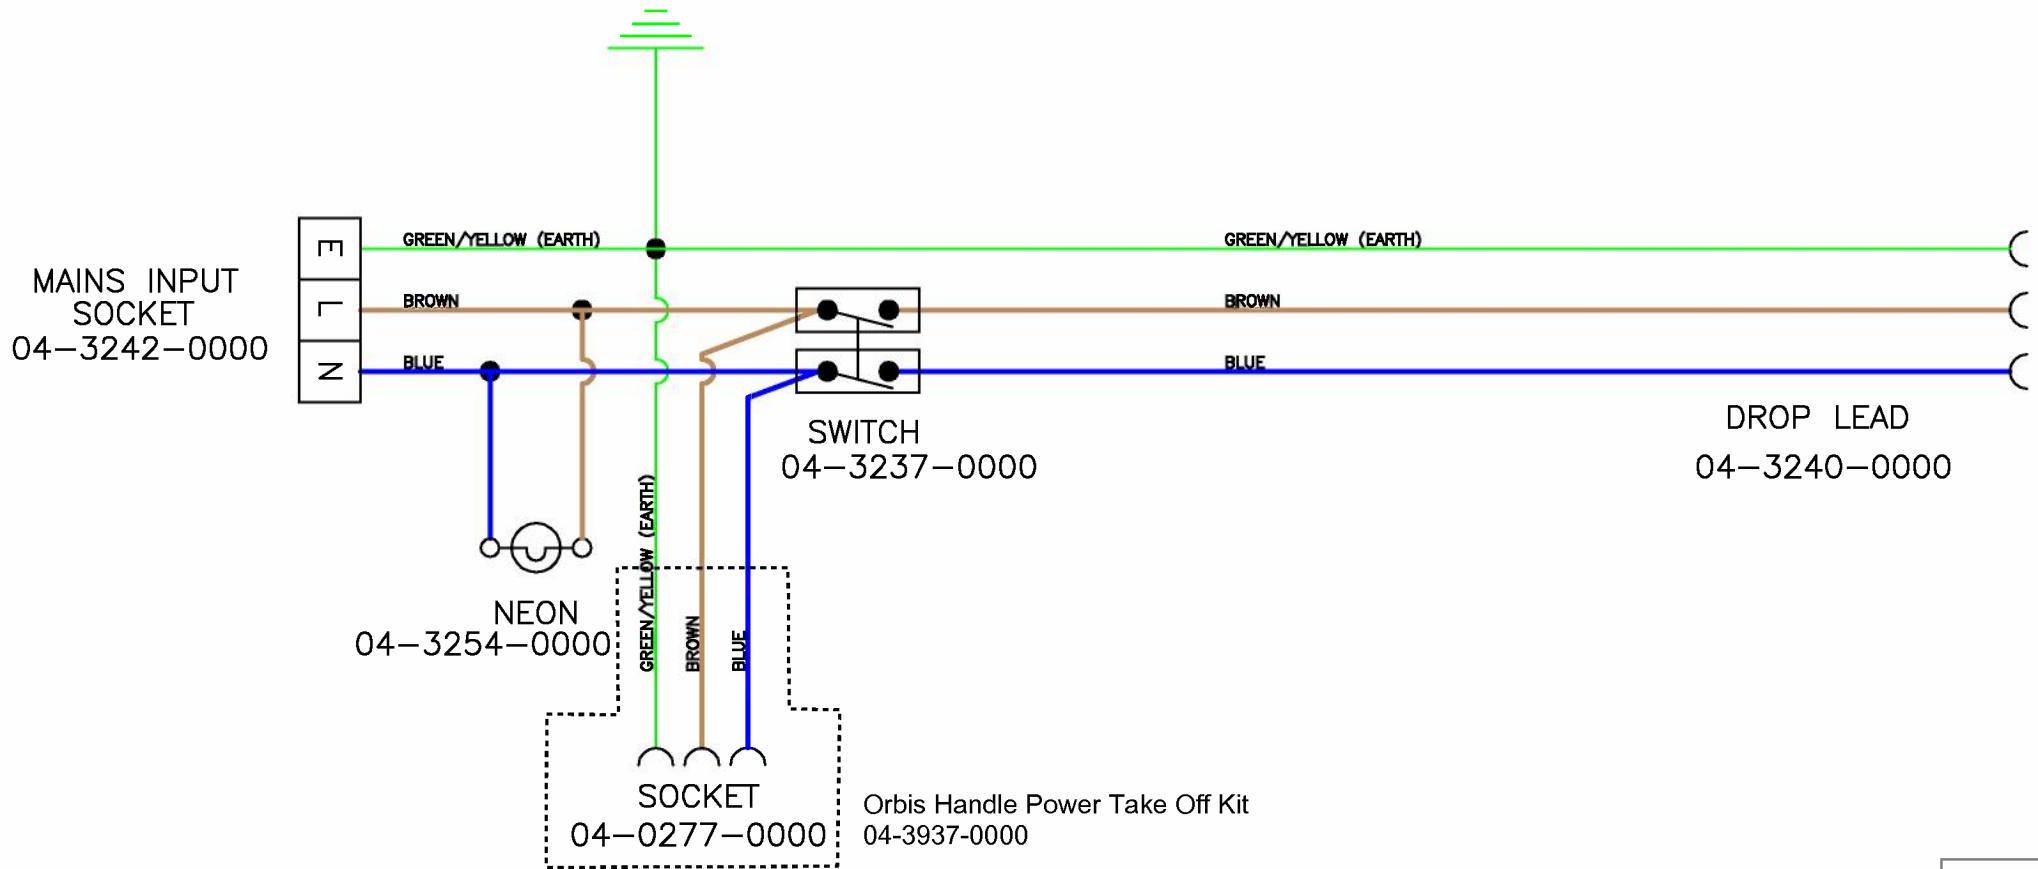 GREEN/YELLOW (EARTH)
GREEN/YELLOW (EARTH)
E
MAINS INPUT
SOCKET
04-3242-0000
L
BROWN
BROWN
N
BLUE
BLUE
SWITCH
04-3237-0000
DROP LEAD
04-3240-0000
NEON
04-3254-0000
GREEN/YELLOW (EARTH)
BROWN
BLUE
SOCKET
04-0277-0000
Orbis Handle Power Take Off Kit
04-3937-0000